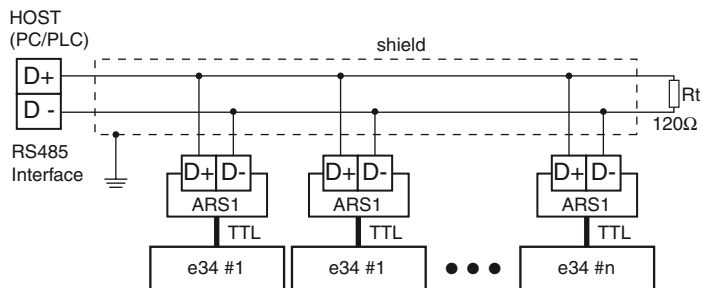 HOST
(PC/PLC)
shield
D+
D -
Rt
120Ω
RS485
Interface
D+ D- D+ D- D+ D-
ARS1 ARS1 ARS1
TTL TTL TTL
e34 #1 e34 #1 e34 #n